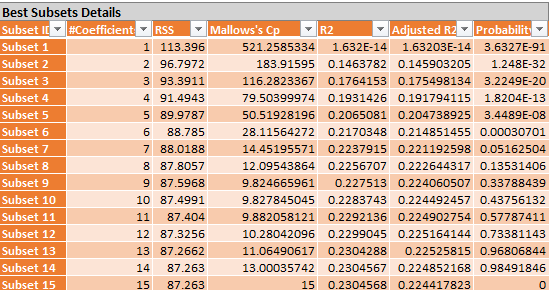 Best Subsets Details
Subset ID #Coefficient RSS Mallows's Cp R2 Adjusted R2 Probability
Subset 1 1 113.396 521.2585334 1.632E-14 1.63203E-14 3.6327E-91
Subset 2 2 96.7972 183.91595 0.1463782 0.145903205 1.248E-32
Subset 3 3 93.3911 116.2823367 0.1764153 0.175498134 3.2249E-20
Subset 4 4 91.4943 79.50399974 0.1931426 0.191794115 1.8204E-13
Subset 5 5 89.9787 50.51928196 0.2065081 0.204738925 3.4489E-08
Subset 6 6 88.785 28.11564272 0.2170348 0.214851455 0.00030701
Subset 7 7 88.0188 14.45195571 0.2237915 0.221192598 0.05162504
Subset 8 8 87.8057 12.09543864 0.2256707 0.222644317 0.13531406
Subset 9 9 87.5968 9.824665961 0.227513 0.224060507 0.33788439
Subset 10 10 87.4991 9.827845045 0.2283743 0.224492457 0.43756132
Subset 11 11 87.404 9.882058121 0.2292136 0.224902754 0.57787411
Subset 12 12 87.3256 10.28042096 0.2299045 0.225164144 0.73381143
Subset 13 13 87.2662 11.06490617 0.2304288 0.22525815 0.96806844
Subset 14 14 87.263 13.00035742 0.2304567 0.224852168 0.98491846
Subset 15 15 87.263 15 0.2304568 0.224417823 0